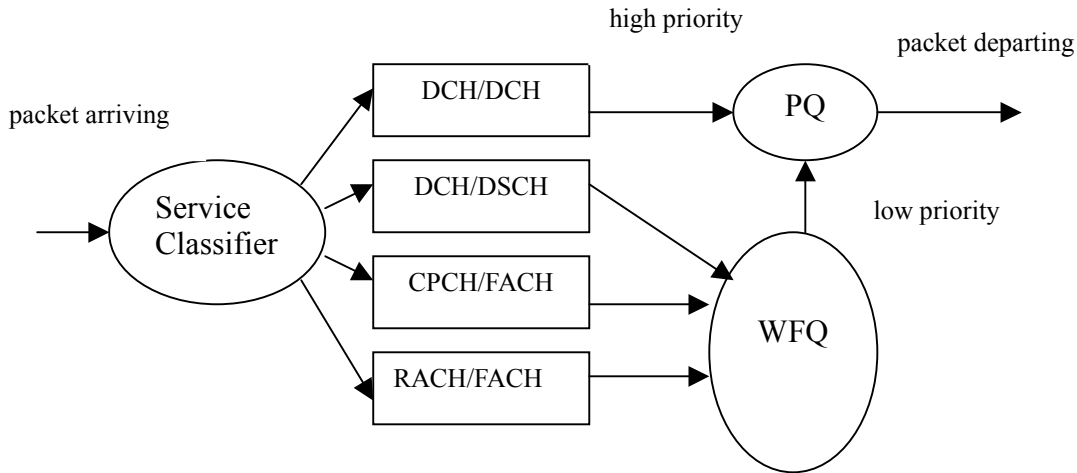 high priority
packet departing
packet arriving
DCH/DCH
PQ
DCH/DSCH
Service
Classifier
low priority
CPCH/FACH
WFQ
RACH/FACH